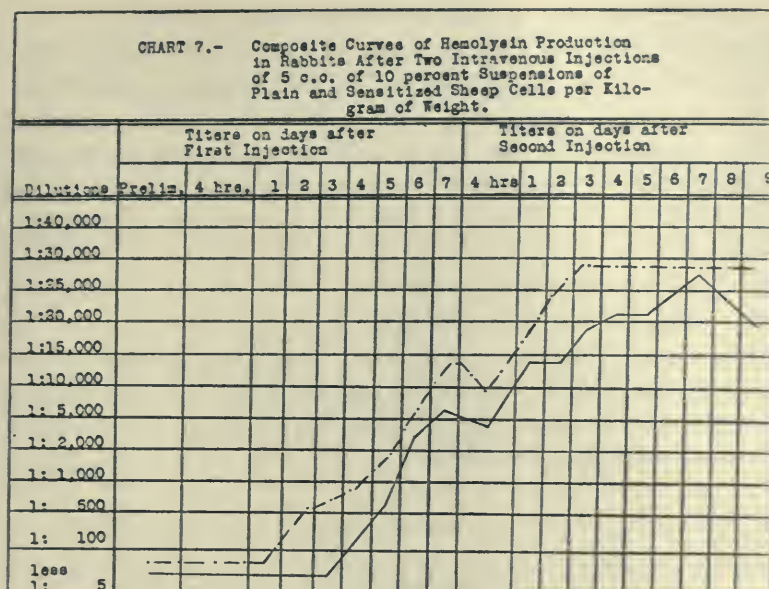 CHART 7.- Composite Curves of Hemolysin Production
in Rabbits After Two Intravenous Injections
of 5 c.c. of 10 percent Suspensions of
Plain and Sensitized Sheep Cells per Kilo-
gram of Weight.
Titers on days after Titers on days after
First Injection Second Injection
Dilutions Prelim. 4 hrs. 1 2 3 4 5 6 7 4 hrs 1 2 3 4 5 6 7 8 9
1:40,000
1:30,000
1:25,000
1:20,000
1:15,000
1:10,000
1: 5,000
1: 2,000
1: 1,000
1: 500
1: 100
less
1: 5